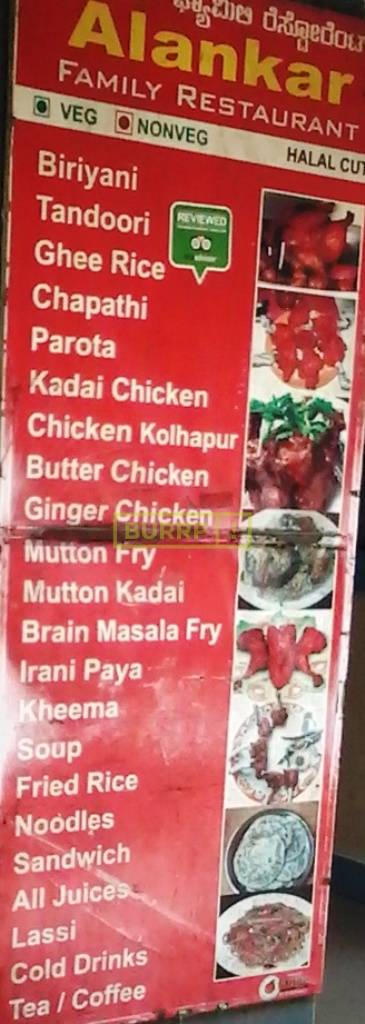 ಫ್ಯಾಮಿಲಿ ರೆಸ್ಟೋರೆಂಟ್
Alankar
FAMILY RESTAURANT
VEG NONVEG
HALAL CUT
Biriyani
Tandoori
REVIEWED
Ghee Rice
Chapathi
Parota
Kadai Chicken
Chicken Kolhapur
Butter Chicken
Ginger Chicken
BURRP!
Mutton Fry
Mutton Kadai
Brain Masala Fry
Irani Paya
Kheema
Soup
Fried Rice
Noodles
Sandwich
All Juices
Lassi
Cold Drinks
Tea / Coffee